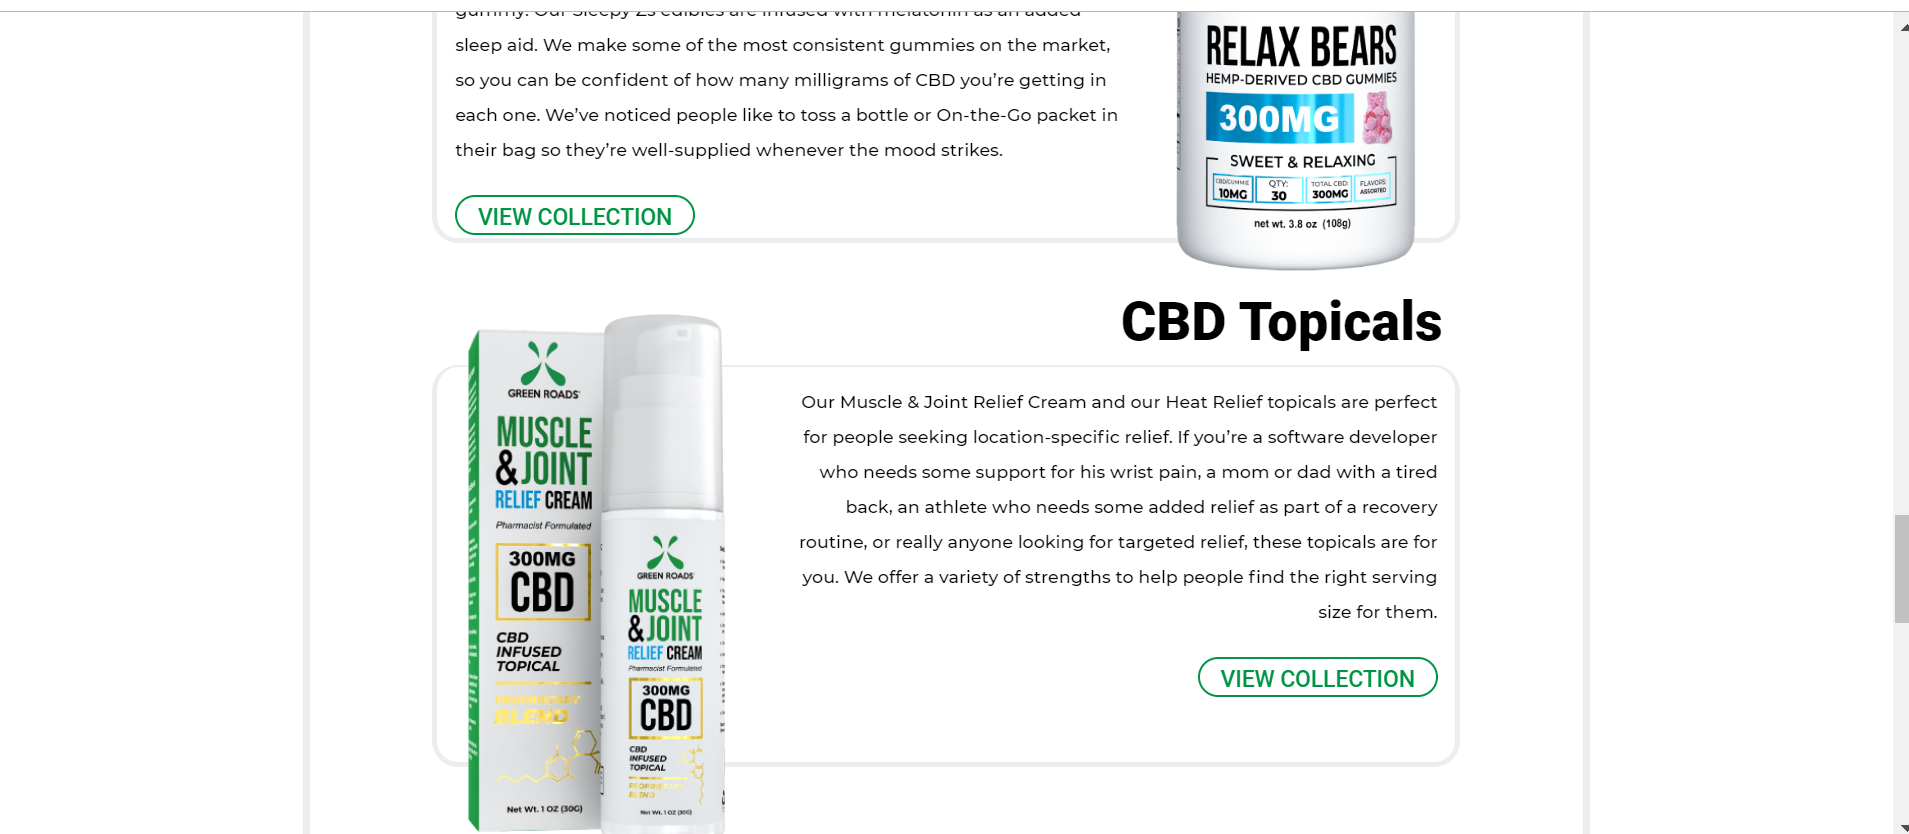 gummy. Our Sleepy Zs edibles are infused with melatonin as an added
sleep aid. We make some of the most consistent gummies on the market,
so you can be confident of how many milligrams of CBD you’re getting in
each one. We’ve noticed people like to toss a bottle or On-the-Go packet in
their bag so they’re well-supplied whenever the mood strikes.
VIEW COLLECTION
RELAX BEARS
HEMP-DERIVED CBD GUMMIES
300MG
SWEET & RELAXING
CBD/GUMMIE
10MG
QTY:
30
TOTAL CBD:
300MG
FLAVORS:
ASSORTED
net wt. 3.8 oz (108g)
CBD Topicals
Our Muscle & Joint Relief Cream and our Heat Relief topicals are perfect
for people seeking location-specific relief. If you’re a software developer
who needs some support for his wrist pain, a mom or dad with a tired
back, an athlete who needs some added relief as part of a recovery
routine, or really anyone looking for targeted relief, these topicals are for
you. We offer a variety of strengths to help people find the right serving
size for them.
VIEW COLLECTION
GREEN ROADS
MUSCLE
&JOINT
RELIEF CREAM
Pharmacist Formulated
300MG
CBD
CBD
INFUSED
TOPICAL
PROPRIETARY
BLEND
Net Wt. 1 OZ (30G)
GREEN ROADS
MUSCLE
&JOINT
RELIEF CREAM
Pharmacist Formulated
300MG
CBD
CBD
INFUSED
TOPICAL
PROPRIETARY
BLEND
Net Wt. 1 OZ (30G)